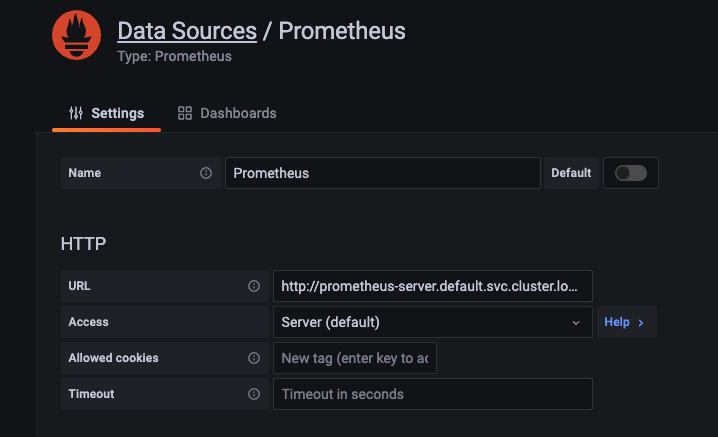 Data Sources / Prometheus
Type: Prometheus
Settings
Dashboards
Name
Prometheus
Default
HTTP
URL
http://prometheus-server.default.svc.cluster.lo...
Access
Server (default)
Help >
Allowed cookies
New tag (enter key to ac
Timeout
Timeout in seconds